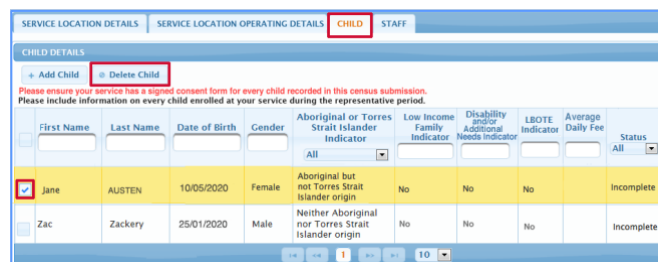 SERVICE LOCATION DETAILS SERVICE LOCATION OPERATING DETAILS CHILD STAFF
CHILD DETAILS
+ Add Child Delete Child
Please ensure your service has a signed consent form for every child recorded in this census submission.
Please include information on every child enrolled at your service during the representative period.
First Name Last Name Date of Birth Gender Aboriginal or Torres Strait Islander Indicator Low Income Family Indicator Disability and/or Additional Needs Indicator LBOTE Indicator Average Daily Fee Status
All All
Jane AUSTEN 10/05/2020 Female Aboriginal but not Torres Strait Islander origin No No No Incomplete
Zac Zackery 25/01/2020 Male Neither Aboriginal nor Torres Strait Islander origin No No No Incomplete
1 10